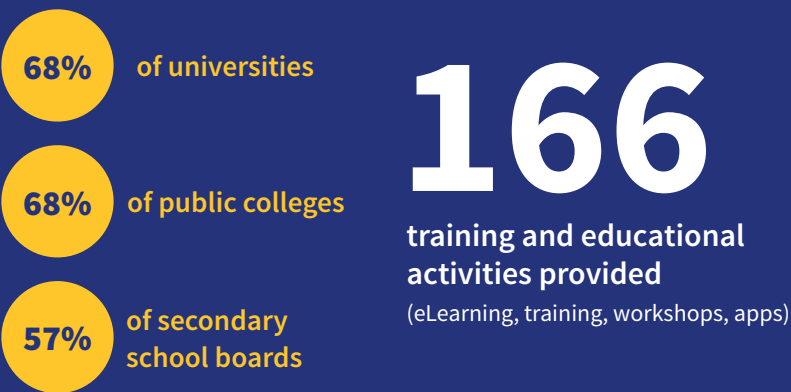 68%
of universities
68%
of public colleges
57%
of secondary
school boards
166
training and educational
activities provided
(eLearning, training, workshops, apps)